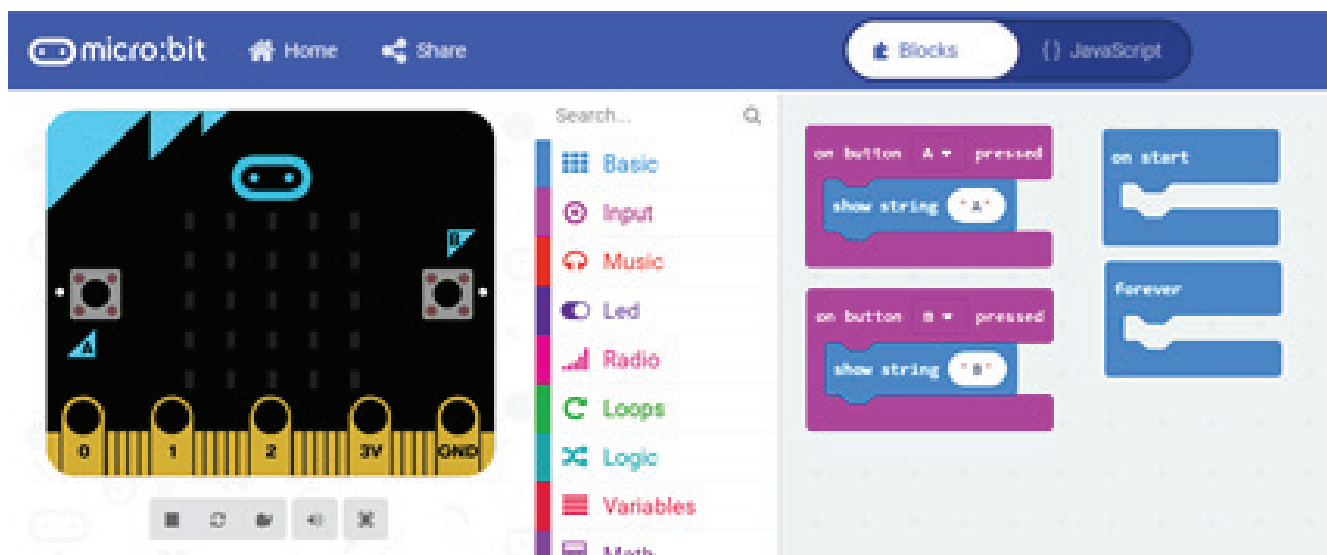 micro:bit Home Share Blocks {} JavaScript
B
A
0 1 2 3V GND
Search...
Basic
Input
Music
Led
Radio
Loops
Logic
Variables
Math
on button A pressed
show string "A"
on button B pressed
show string "B"
on start
forever